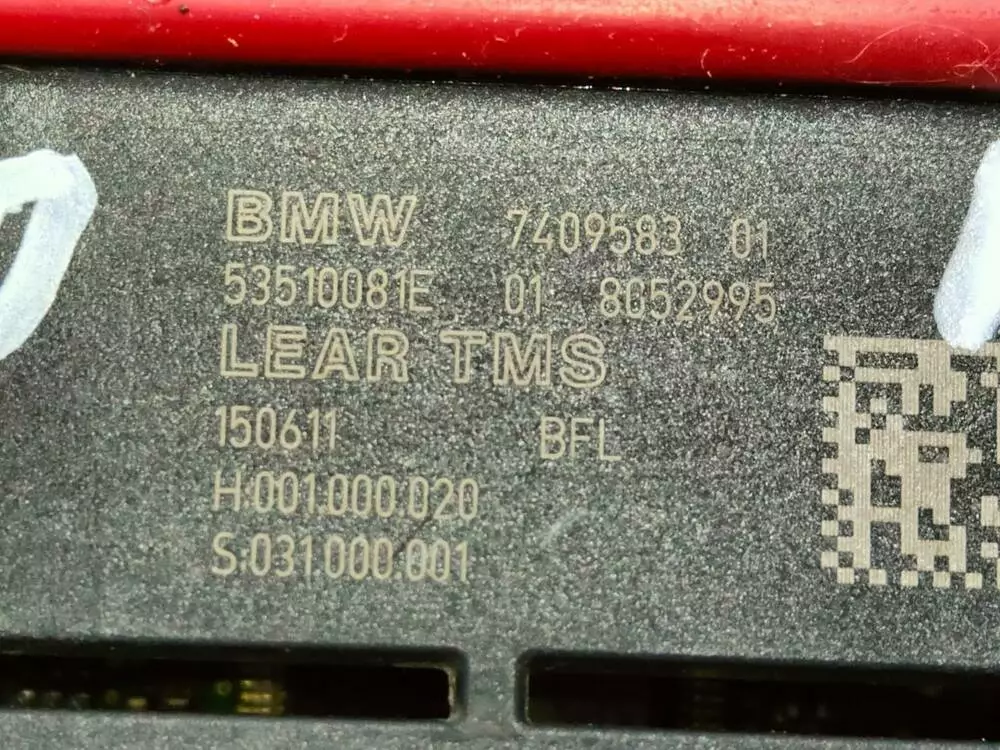 BMW 7409583 01
53510081E 01 8052995
LEAR TMS
150611 BFL
H:001.000.020
S:031.000.001